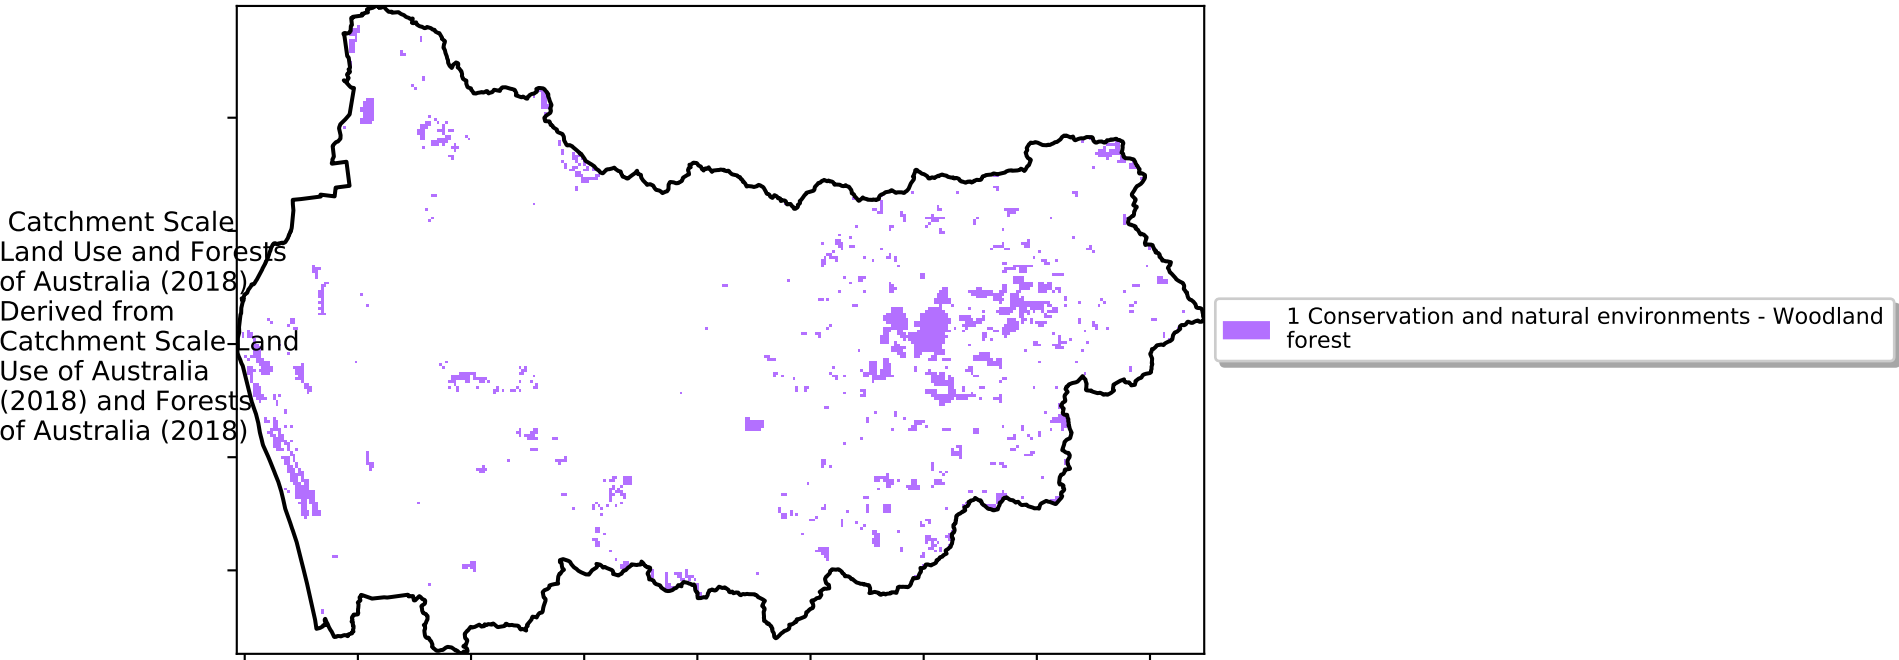 Catchment Scale
Land Use and Forests
of Australia (2018)
Derived from
Catchment Scale Land
Use of Australia
(2018) and Forests
of Australia (2018)
1 Conservation and natural environments - Woodland
forest